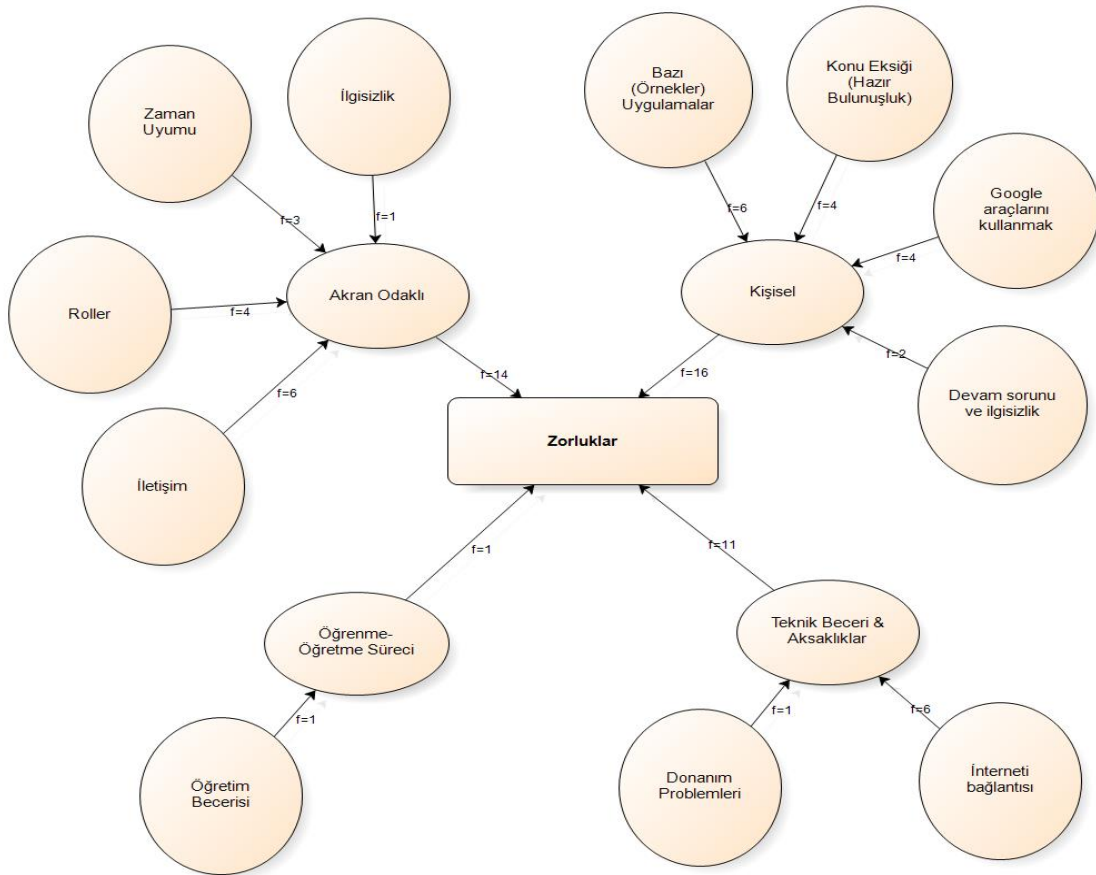 Zaman
Uyumu
İlgisizlik
Bazı
(Örnekler)
Uygulamalar
Konu Eksiği
(Hazır
Bulunuşluk)
Google
araçlarını
kullanmak
f=3
f=1
f=6
f=4
f=4
Roller
f=4
Akran Odaklı
Kişisel
f=2
f=6
f=14
f=16
Devam sorunu
ve ilgisizlik
İletişim
Zorluklar
f=1
f=11
Öğrenme-
Öğretme Süreci
Teknik Beceri &
Aksaklıklar
f=1
f=1
f=6
Öğretim
Becerisi
Donanım
Problemleri
İnterneti
bağlantısı